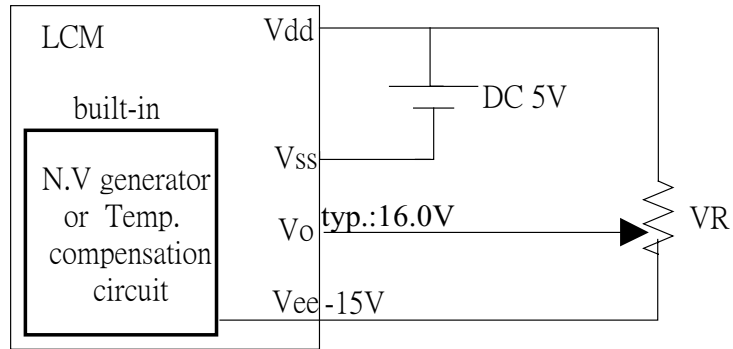 LCM
Vdd
built-in
DC 5V
Vss
N.V generator
or Temp.
compensation
circuit
Vo
typ.:16.0V
VR
Vee
-15V